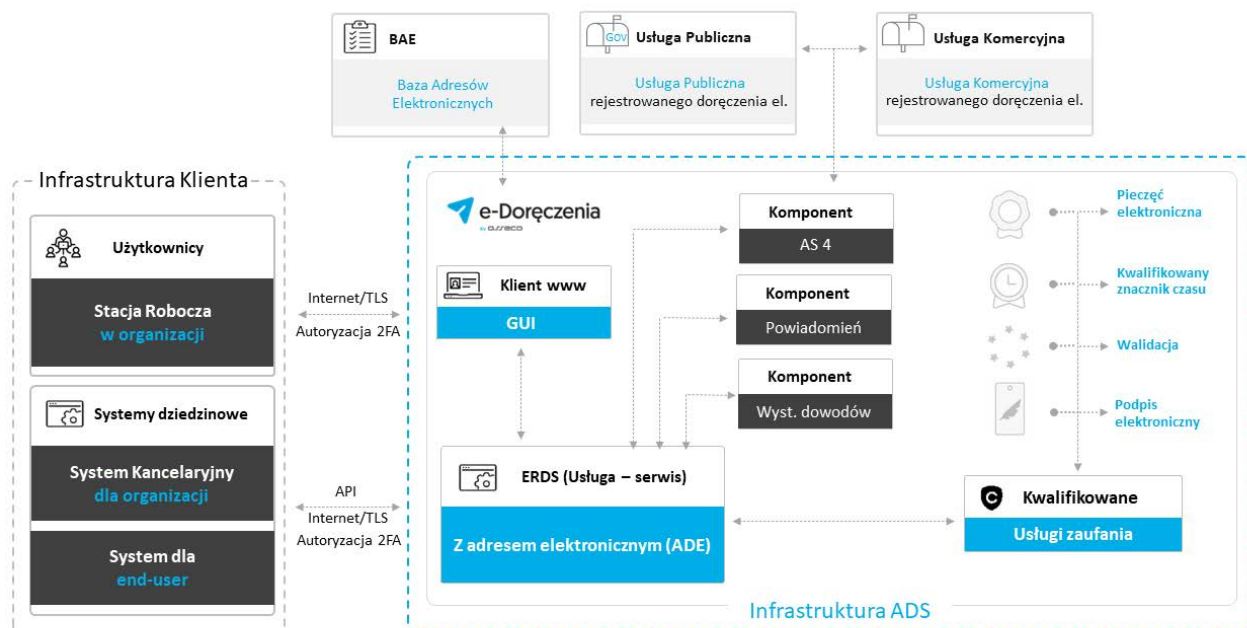 BAE
Baza Adresów
Elektronicznych
GOV
Usługa Publiczna
Usługa Publiczna
rejestrowanego doręczenia el.
Usługa Komercyjna
Usługa Komercyjna
rejestrowanego doręczenia el.
Infrastruktura Klienta
Użytkownicy
Stacja Robocza
w organizacji
Systemy dziedzinowe
System Kancelaryjny
dla organizacji
System dla
end-user
Internet/TLS
Autoryzacja 2FA
API
Internet/TLS
Autoryzacja 2FA
e-Doręczenia
by asseco
Klient www
GUI
Komponent
AS 4
Komponent
Powiadomień
Komponent
Wyst. dowodów
ERDS (Usługa – serwis)
Z adresem elektronicznym (ADE)
Pieczęć
elektroniczna
Kwalifikowany
znacznik czasu
Walidacja
Podpis
elektroniczny
C
Kwalifikowane
Usługi zaufania
Infrastruktura ADS